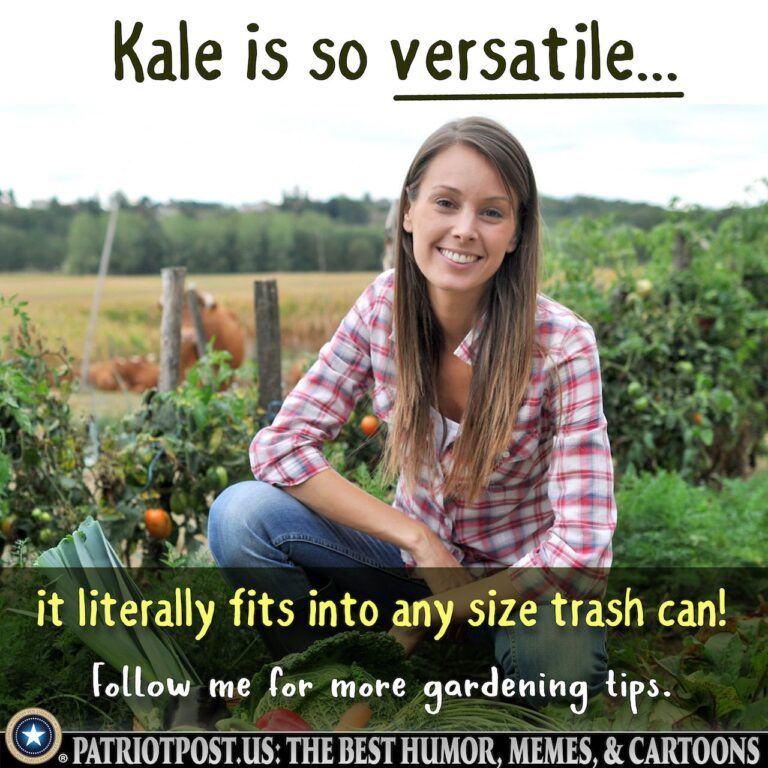 Kale is so versatile...
it literally fits into any size trash can!
Follow me for more gardening tips.
® PATRIOTPOST.US: THE BEST HUMOR, MEMES, & CARTOONS